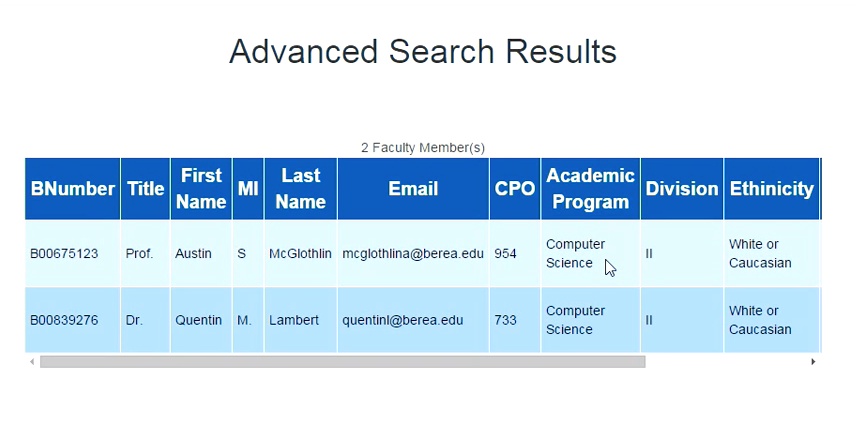 Advanced Search Results
2 Faculty Member(s)
BNumber Title First Name MI Last Name Email CPO Academic Program Division Ethinicity
B00675123 Prof. Austin S McGlothlin mcglothlina@berea.edu 954 Computer Science II White or Caucasian
B00839276 Dr. Quentin M. Lambert quentinl@berea.edu 733 Computer Science II White or Caucasian